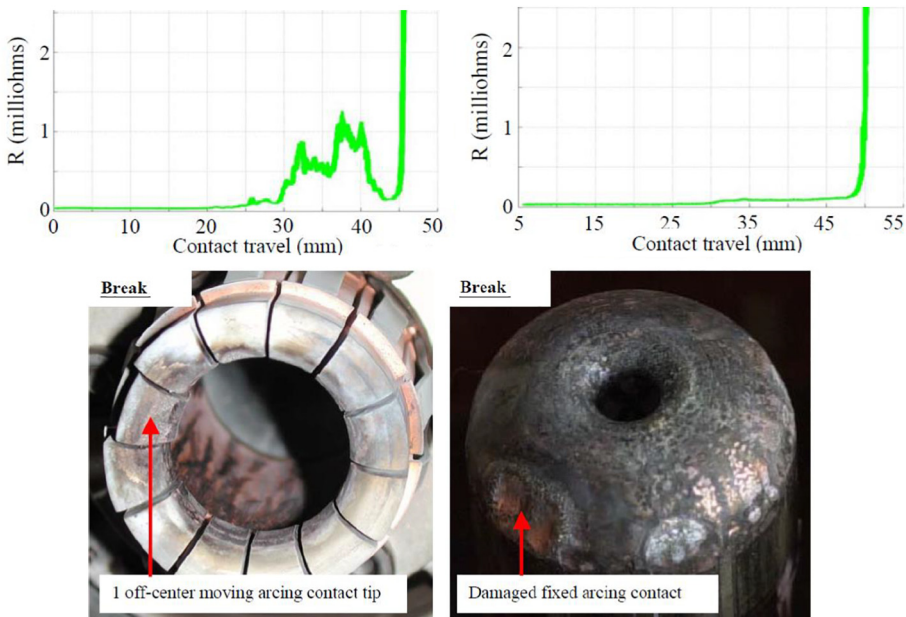 R (milliohms)
2
1
0
0 10 20 30 40 50
Contact travel (mm)
R (milliohms)
2
1
0
5 15 25 35 45 55
Contact travel (mm)
Break
1 off-center moving arcing contact tip
Break
Damaged fixed arcing contact